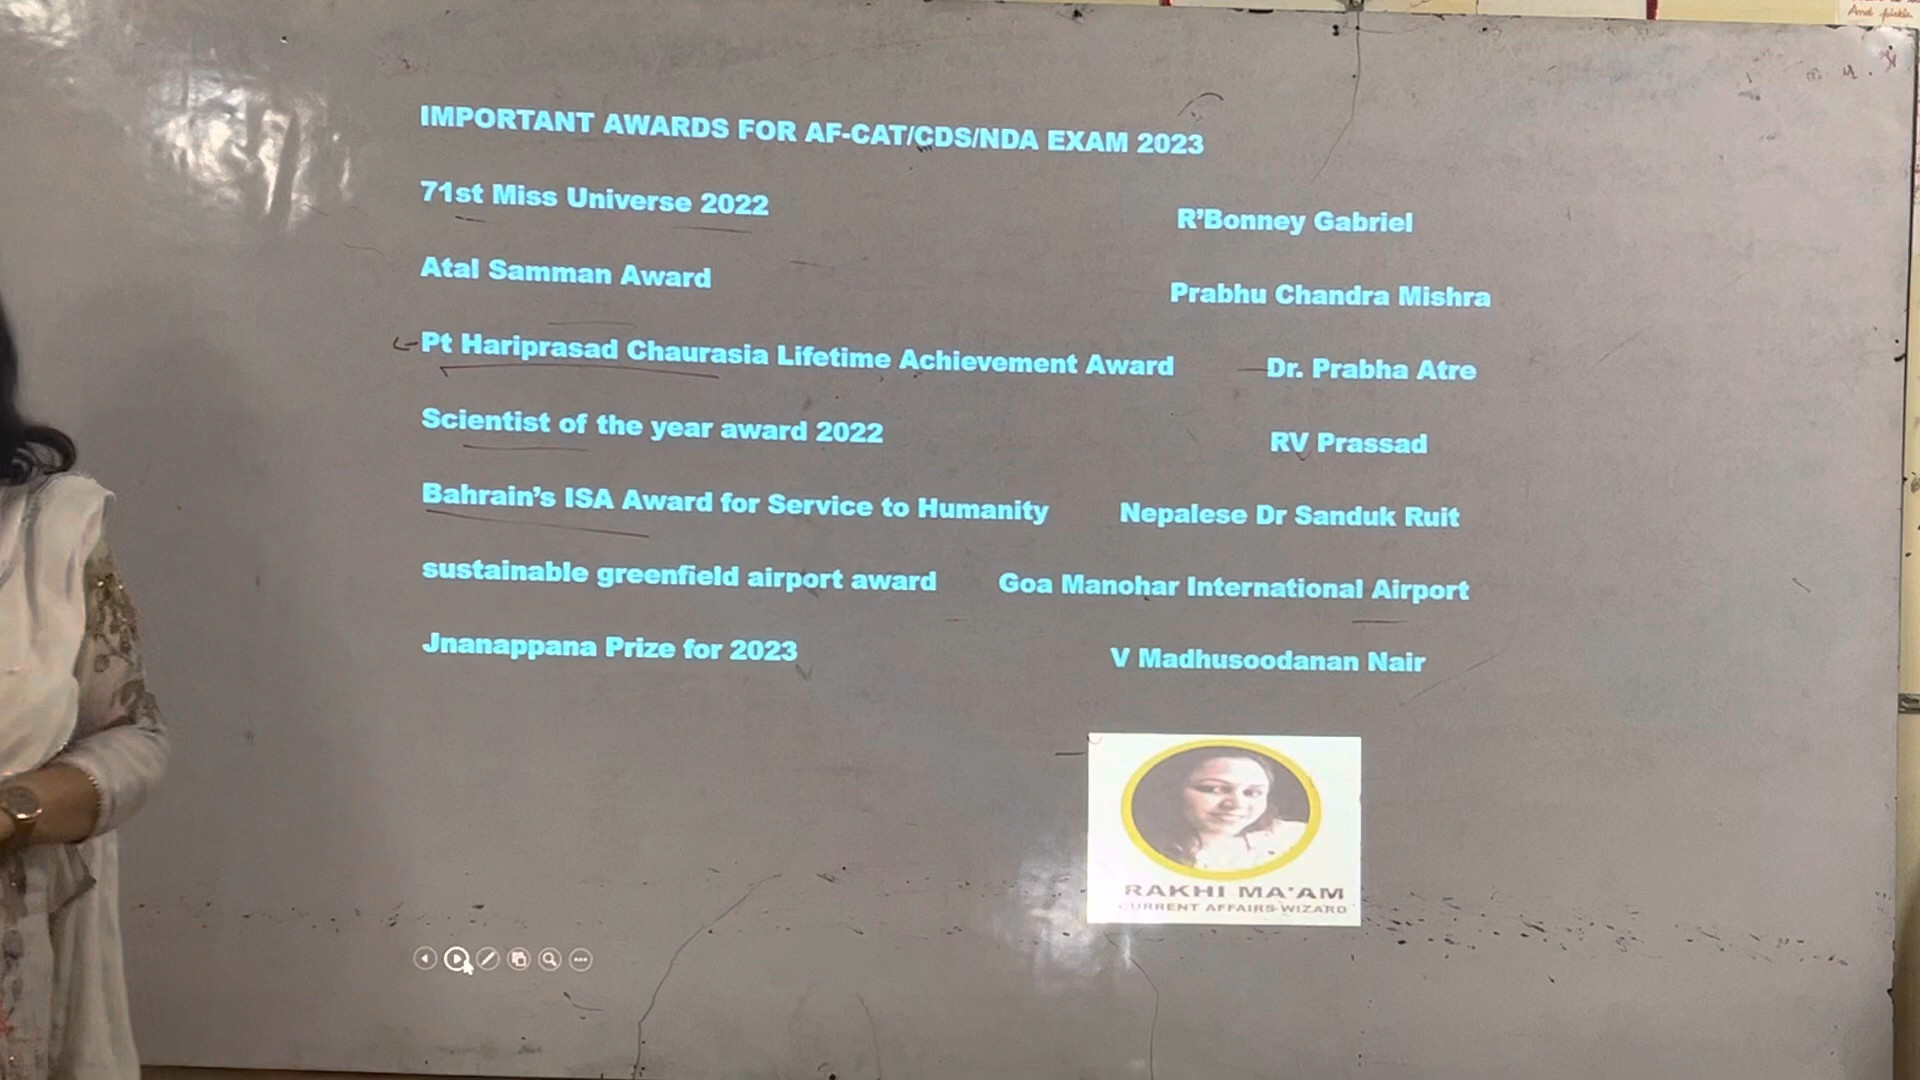 And pickle
IMPORTANT AWARDS FOR AF-CAT/CDS/NDA EXAM 2023
71st Miss Universe 2022 R'Bonney Gabriel
Atal Samman Award Prabhu Chandra Mishra
Pt Hariprasad Chaurasia Lifetime Achievement Award Dr. Prabha Atre
Scientist of the year award 2022 RV Prassad
Bahrain's ISA Award for Service to Humanity Nepalese Dr Sanduk Ruit
sustainable greenfield airport award Goa Manohar International Airport
Jnanappana Prize for 2023 V Madhusoodanan Nair
RAKHI MA'AM
CURRENT AFFAIRS WIZARD